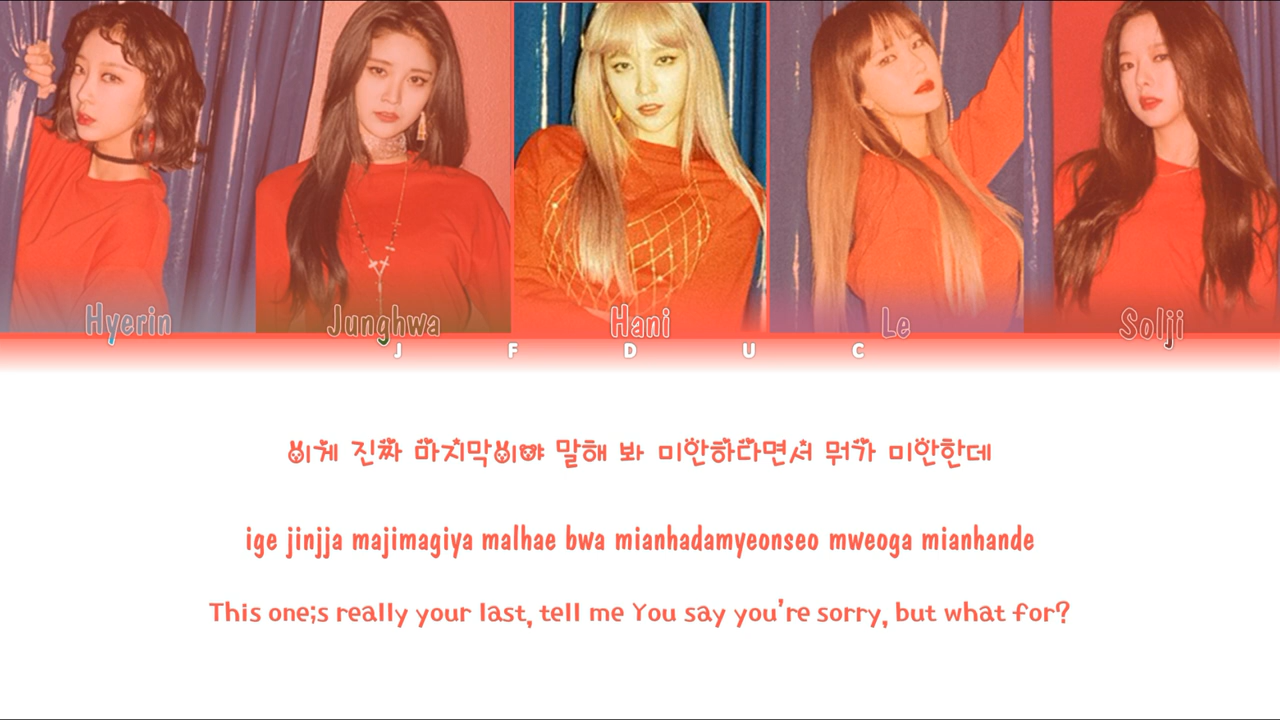 Hyerin Junghwa Hani Le Solji
J F D U C
이게 진짜 마지막이야 말해 봐 미안하다면서 뭐가 미안한데
ige jinjja majimagiya malhae bwa mianhadamyeonseo mweoga mianhande
This one;s really your last, tell me You say you're sorry, but what for?